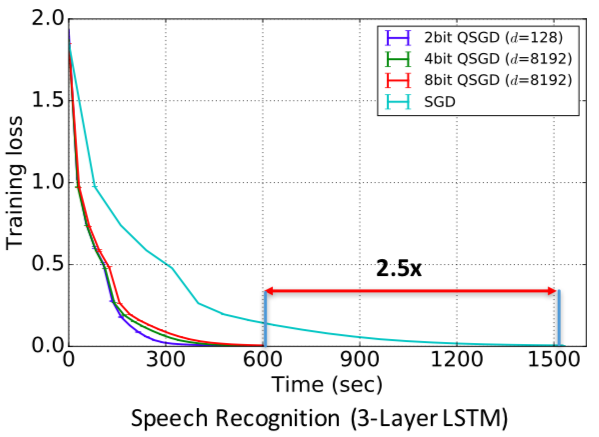 2bit QSGD (d=128)
4bit QSGD (d=8192)
8bit QSGD (d=8192)
SGD
Training loss
2.0
1.5
1.0
0.5
0.0
2.5x
0 300 600 900 1200 1500
Time (sec)
Speech Recognition (3-Layer LSTM)